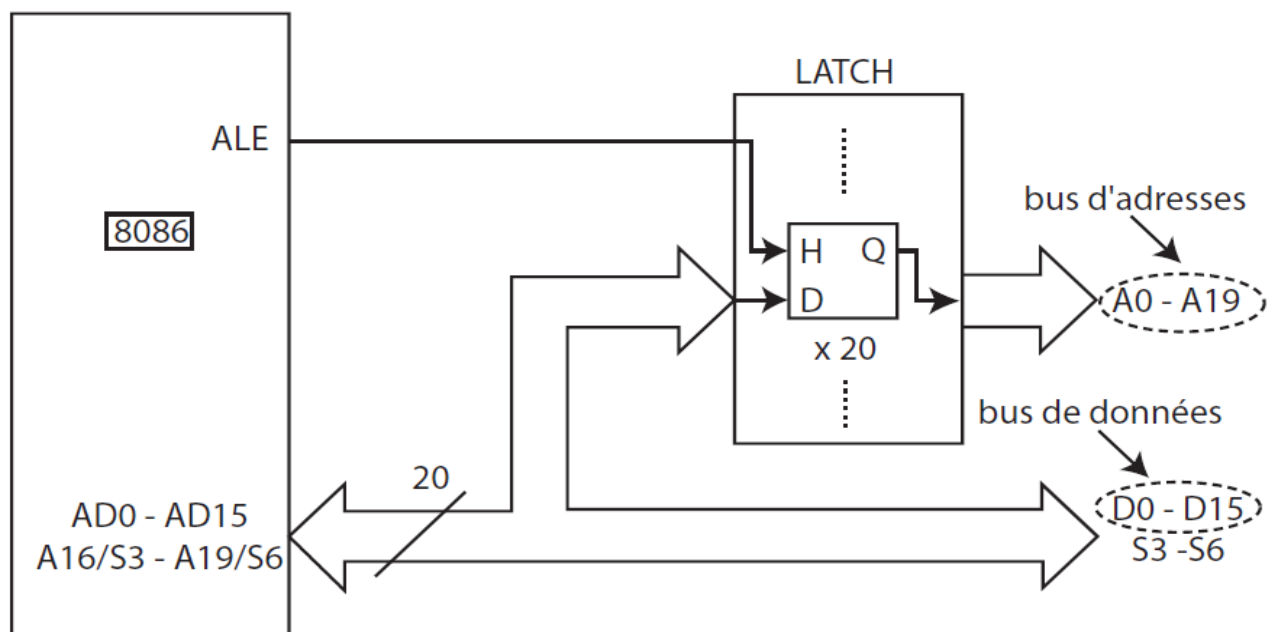 LATCH
ALE
8086
H Q
D
x 20
bus d'adresses
A0 - A19
bus de données
D0 - D15
S3 -S6
20
AD0 - AD15
A16/S3 - A19/S6